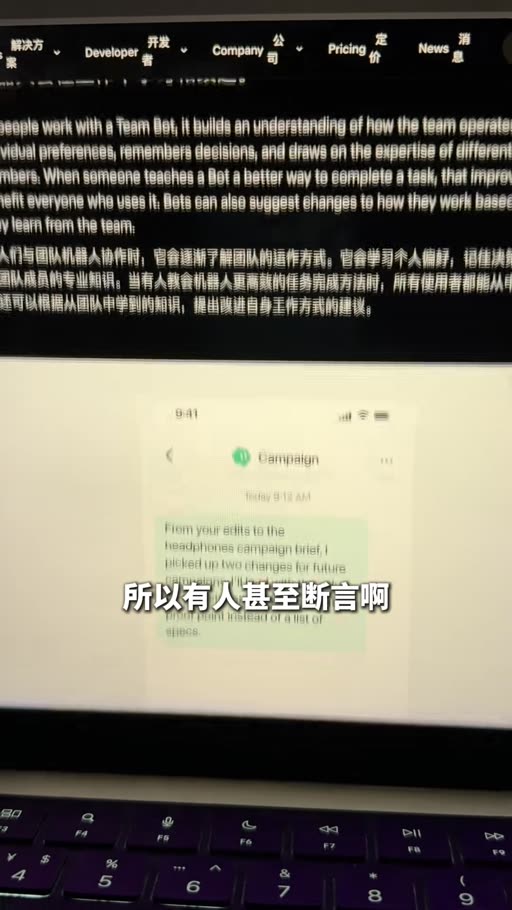 解决方案 Developer 开发者 Company 公司 Pricing 定价 News 消息
people work with a Team Bot, it builds an understanding of how the team operate
vidual preferences, remembers decisions, and draws on the expertise of different
mbers. When someone teaches a Bot a better way to complete a task, that improv
efit everyone who uses it. Bots can also suggest changes to how they work based
y learn from the team.
人们与团队机器人协作时，它会逐渐了解团队的运作方式。它会学习个人偏好，记住决
团队成员的专业知识。当有人教会机器人更高效的任务完成方法时，所有使用者都能从中
还可以根据从团队中学到的知识，提出改进自身工作方式的建议。
9:41
Campaign
Today 9:12 AM
From your edits to the
headphones campaign brief, I
picked up two changes for future
所以有人甚至断言啊
proof point instead of a list of
specs.
F4 F5 F6 F7 F8 F9
¥ $ % … ^ & * (
4 5 6 7 8 9